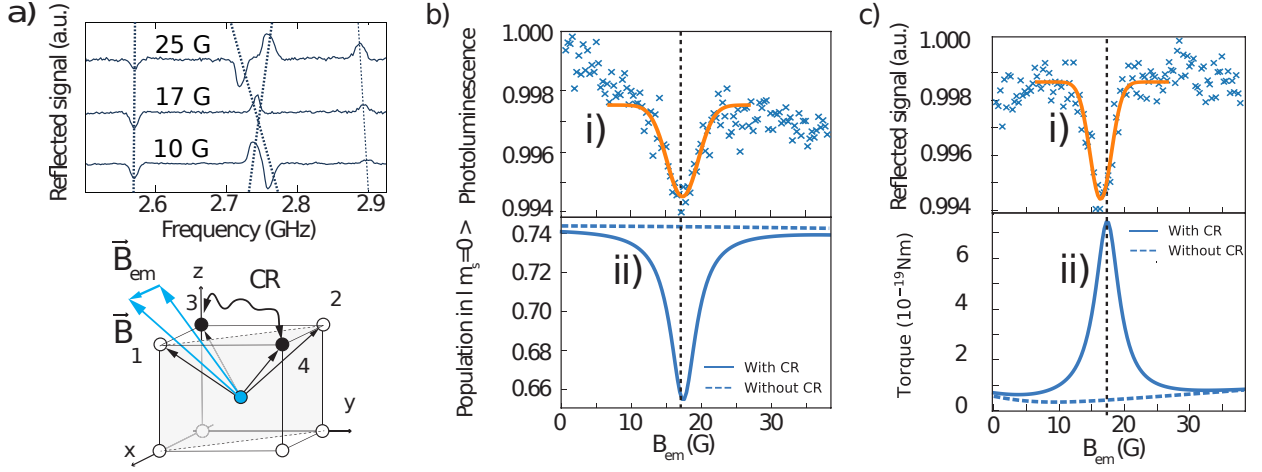 a)
Reflected signal (a.u.)
25 G
17 G
10 G
2.6
2.7
2.8
2.9
Frequency (GHz)
B⃗em
B⃗
z
CR
3
2
1
4
y
x
b)
Photoluminescence
1.000
0.998
0.996
0.994
i)
Population in I ms=0 >
0.74
0.72
0.70
0.68
0.66
ii)
With CR
Without CR
0
10
20
30
Bem (G)
c)
Reflected signal (a.u.)
1.000
0.998
0.996
0.994
i)
Torque (10⁻¹⁹Nm)
6
4
2
0
ii)
With CR
Without CR
0
10
20
30
Bem (G)